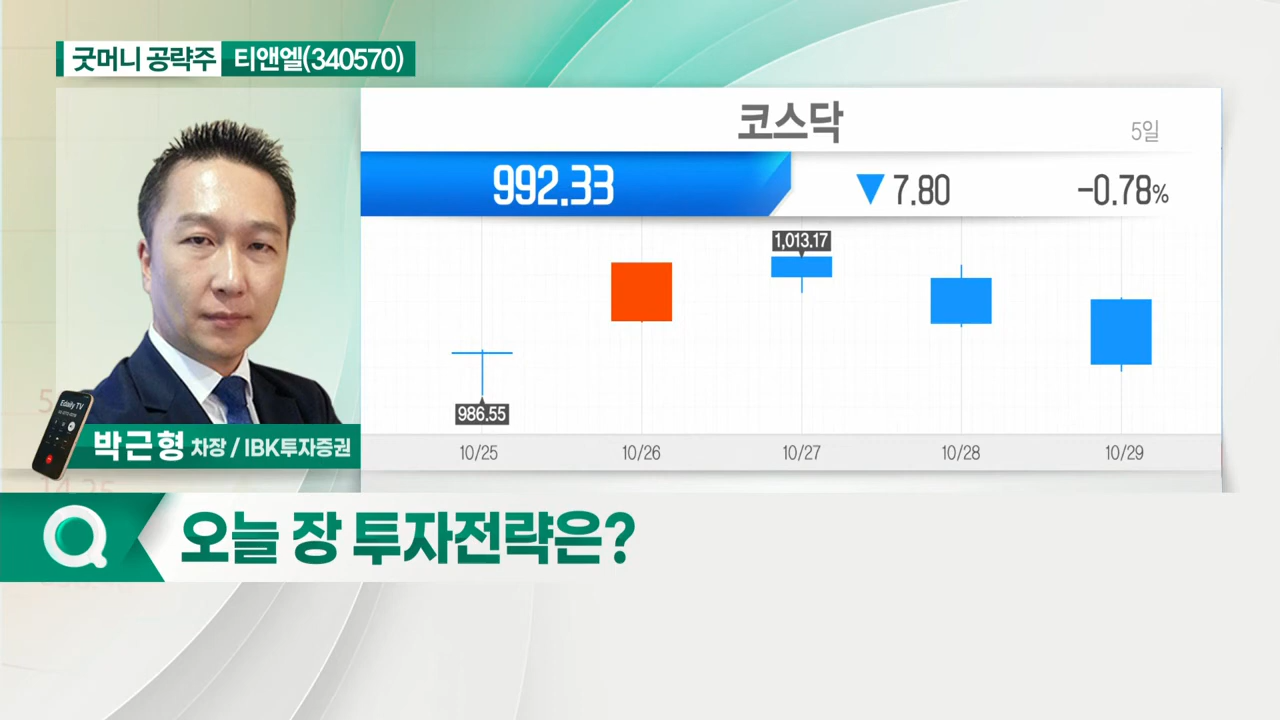 굿머니 공략주 티앤엘(340570)
코스닥
5일
992.33 ▼7.80 -0.78%
1,013.17
986.55
10/25 10/26 10/27 10/28 10/29
Edaily TV
박근형 차장 / IBK투자증권
Q 오늘 장 투자전략은?